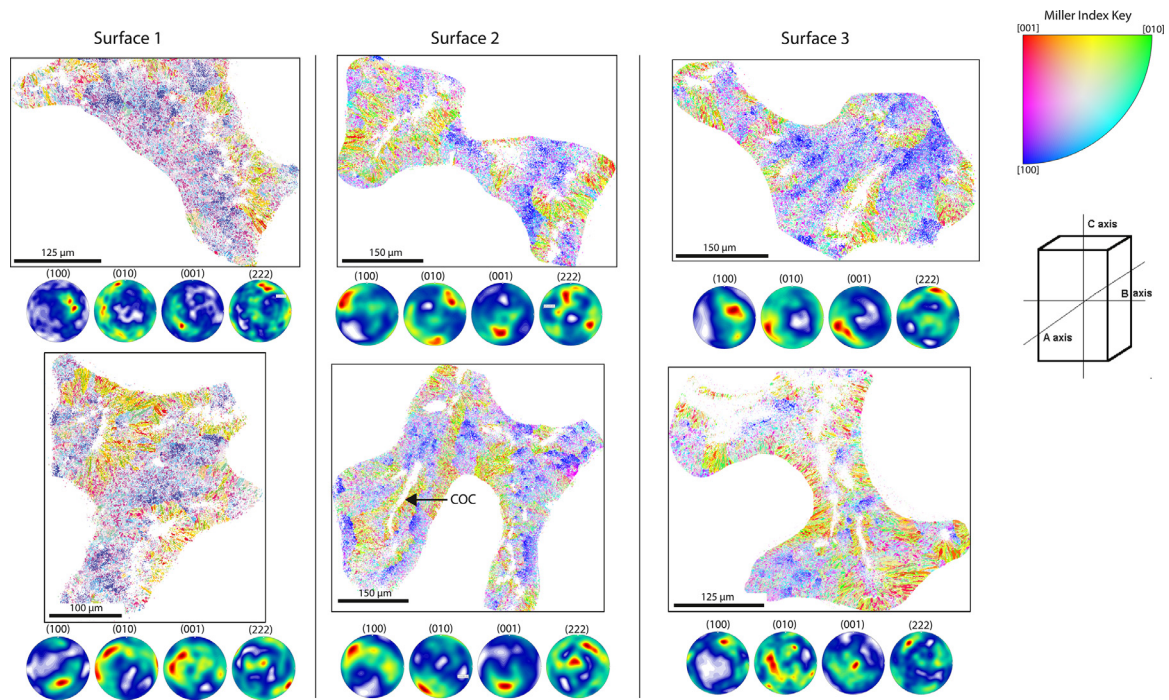 Surface 1
Surface 2
Surface 3
Miller Index Key
[001]
[010]
[100]
125 µm
150 µm
150 µm
(100) (010) (001) (222)
(100) (010) (001) (222)
(100) (010) (001) (222)
C axis
B axis
A axis
COC
100 µm
150 µm
125 µm
(100) (010) (001) (222)
(100) (010) (001) (222)
(100) (010) (001) (222)